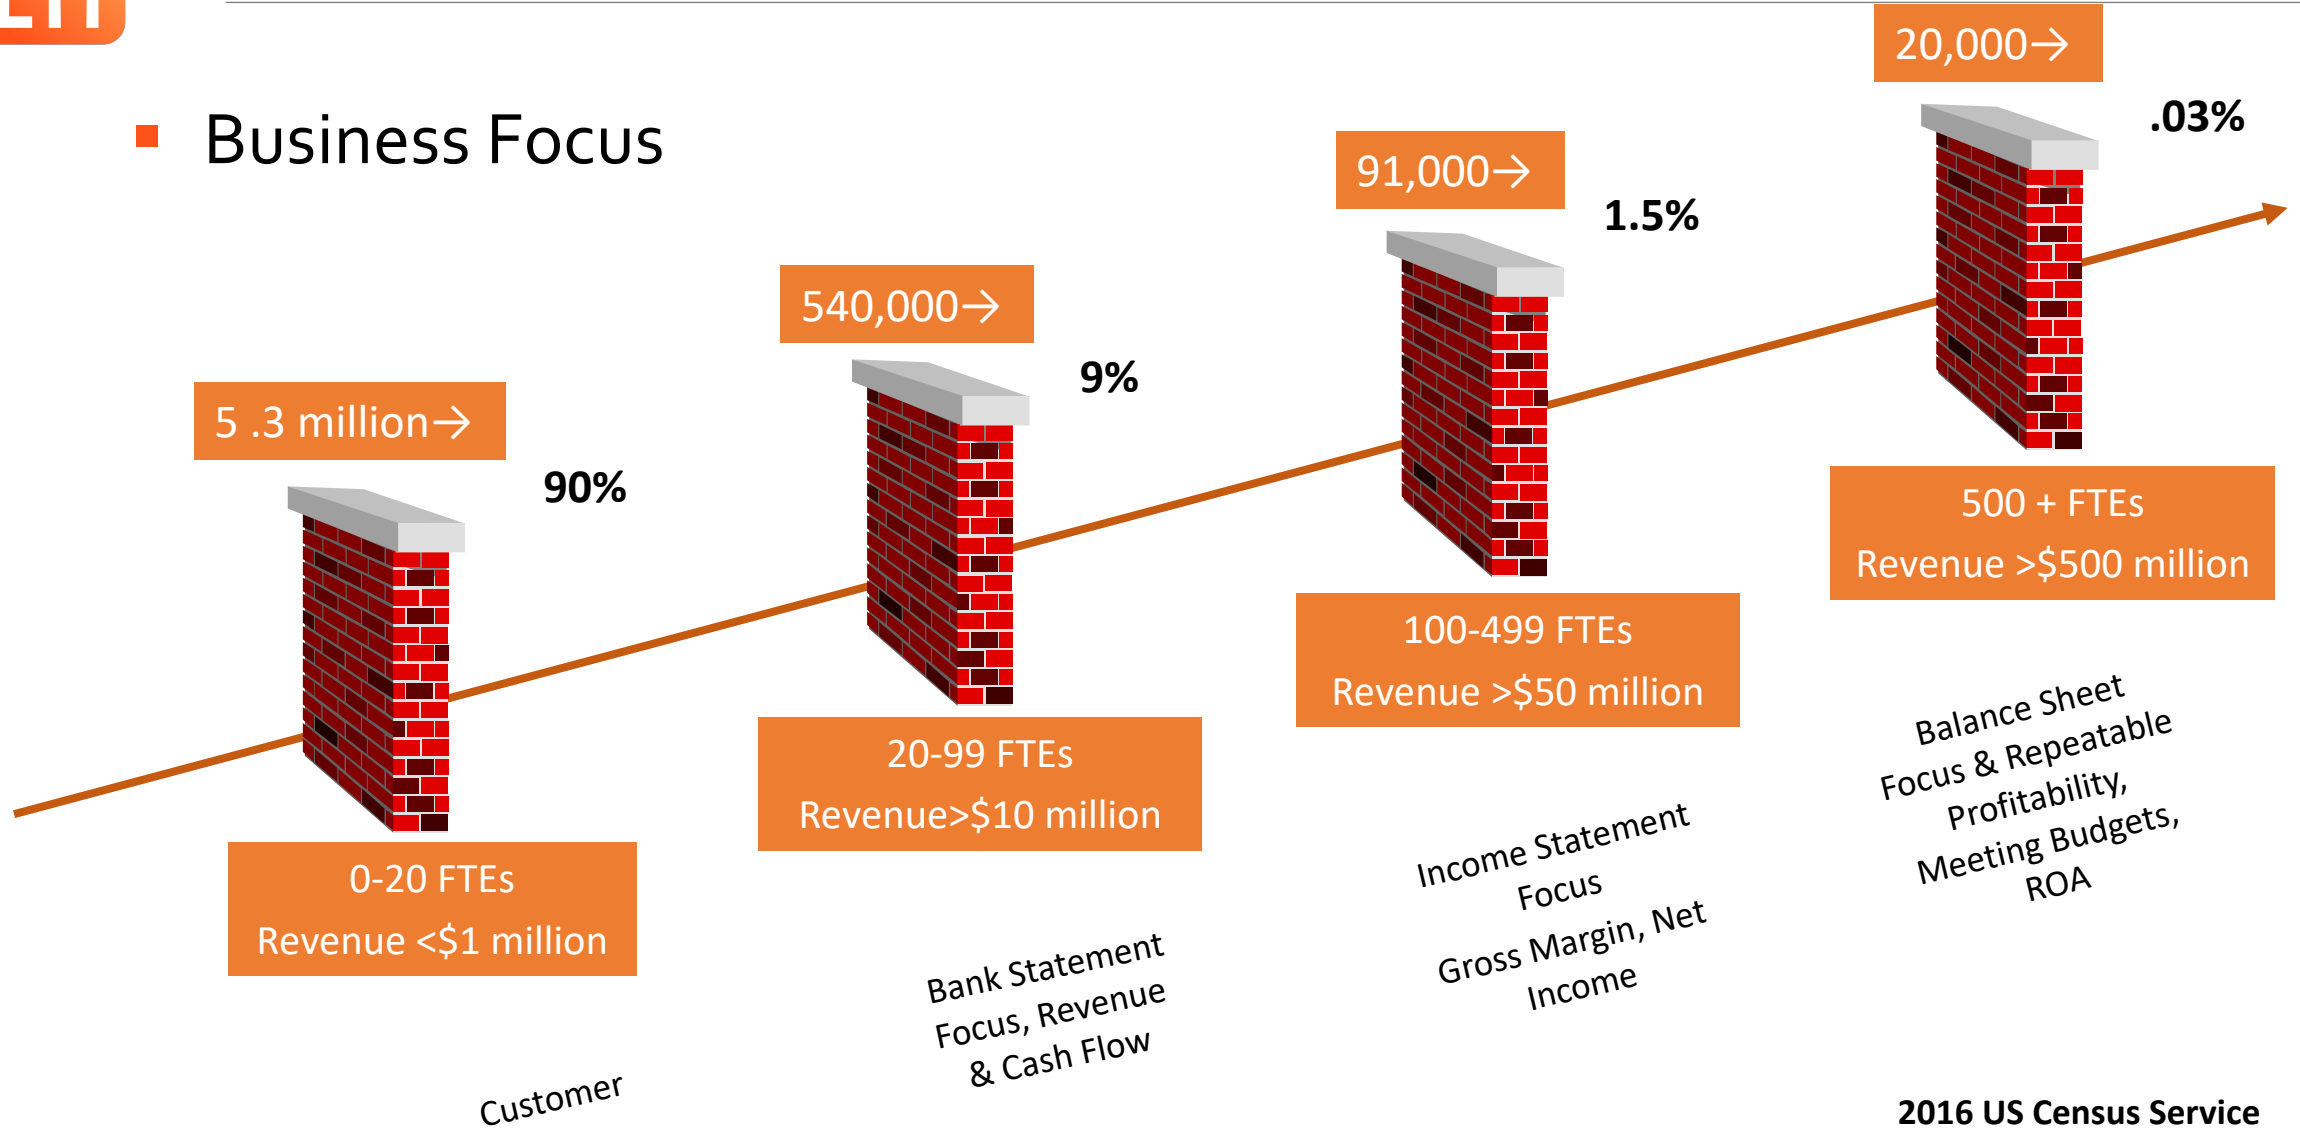 Business Focus
5 .3 million→
90%
0-20 FTEs
Revenue <$1 million
Customer
540,000→
9%
20-99 FTEs
Revenue>$10 million
Bank Statement
Focus, Revenue
& Cash Flow
91,000→
1.5%
100-499 FTEs
Revenue >$50 million
Income Statement
Focus
Gross Margin, Net
Income
20,000→
.03%
500 + FTEs
Revenue >$500 million
Balance Sheet
Focus & Repeatable
Profitability,
Meeting Budgets,
ROA
2016 US Census Service